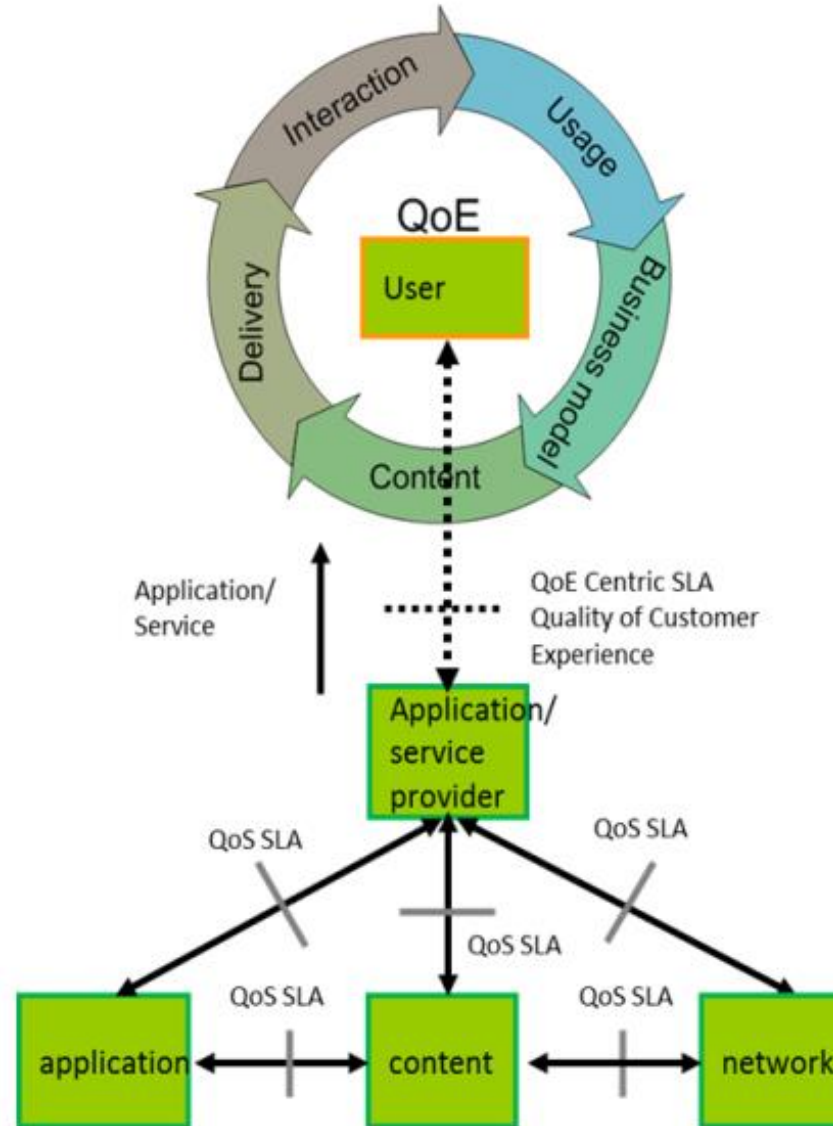 Interaction
Usage
QoE
User
Delivery
Business model
Content
Application/
Service
QoE Centric SLA
Quality of Customer
Experience
Application/
service
provider
QoS SLA
QoS SLA
QoS SLA
QoS SLA
QoS SLA
application
content
network